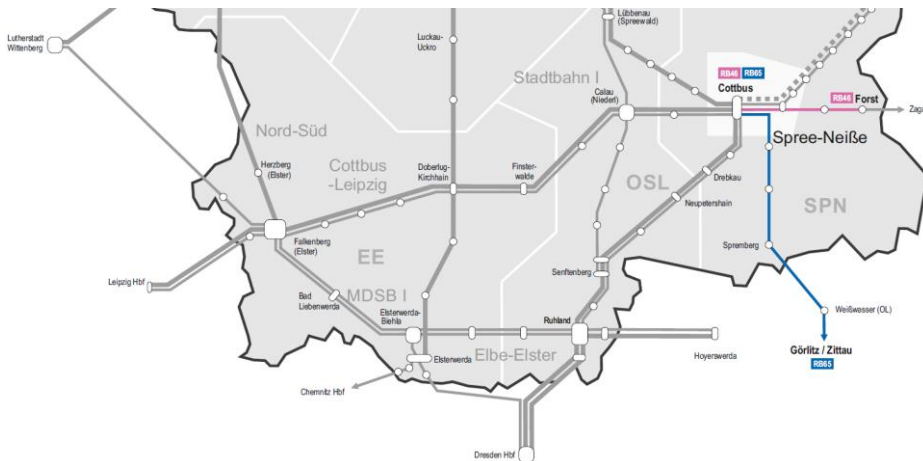 Lübbenau
(Spreewald)
Lutherstadt
Wittenberg
Luckau-
Uckro
Stadtbahn I
RB46 RB65
Cottbus
Calau
(Niederl)
RB46 Forst
Nord-Süd
Spree-Neiße
Herzberg
(Elster)
Cottbus
-Leipzig
Doberlug-
Kirchhain
Finster-
walde
OSL
Drebkau
Neupetershain
SPN
Falkenberg
(Elster)
EE
Spremberg
Senftenberg
Leipzig Hbf
Bad
Liebenwerda
MDSB I
Elsterwerda-
Biehla
Ruhland
Weißwasser (OL)
Elsterwerda
Elbe-Elster
Hoyerswerda
Görlitz / Zittau
RB65
Chemnitz Hbf
Dresden Hbf